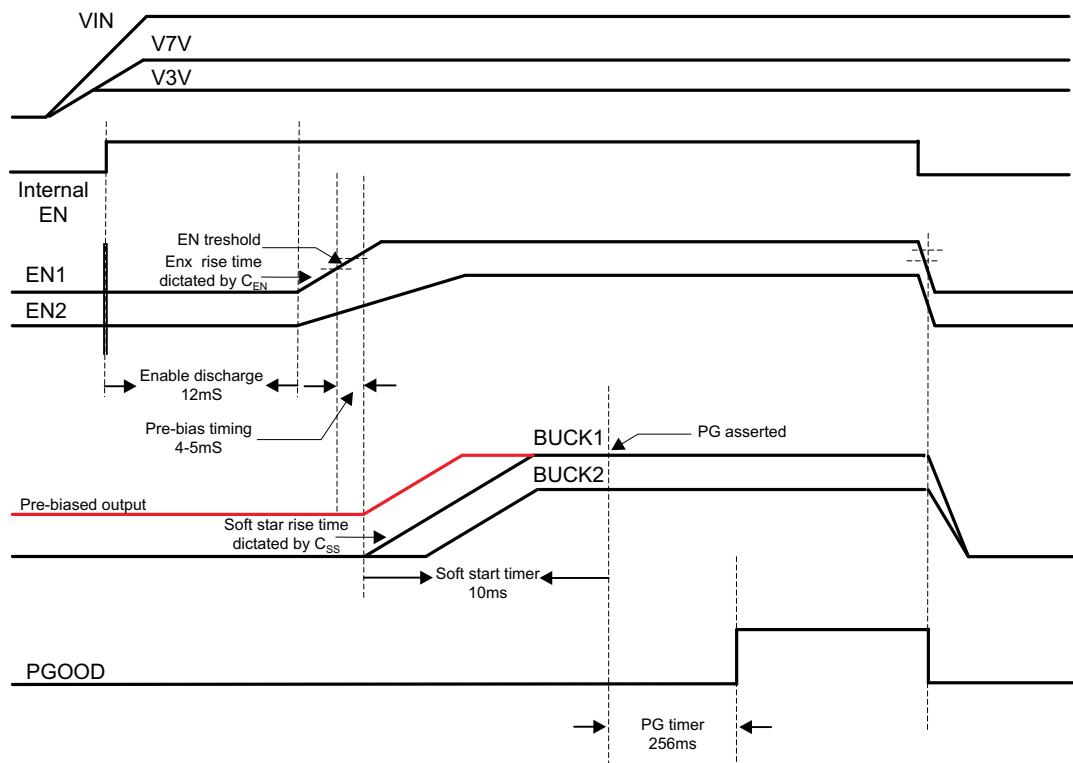 VIN
V7V
V3V
Internal
EN
EN treshold
Enx rise time
dictated by CEN
EN1
EN2
Enable discharge
12mS
Pre-bias timing
4-5mS
BUCK1
PG asserted
BUCK2
Pre-biased output
Soft star rise time
dictated by CSS
Soft start timer
10ms
PGOOD
PG timer
256ms